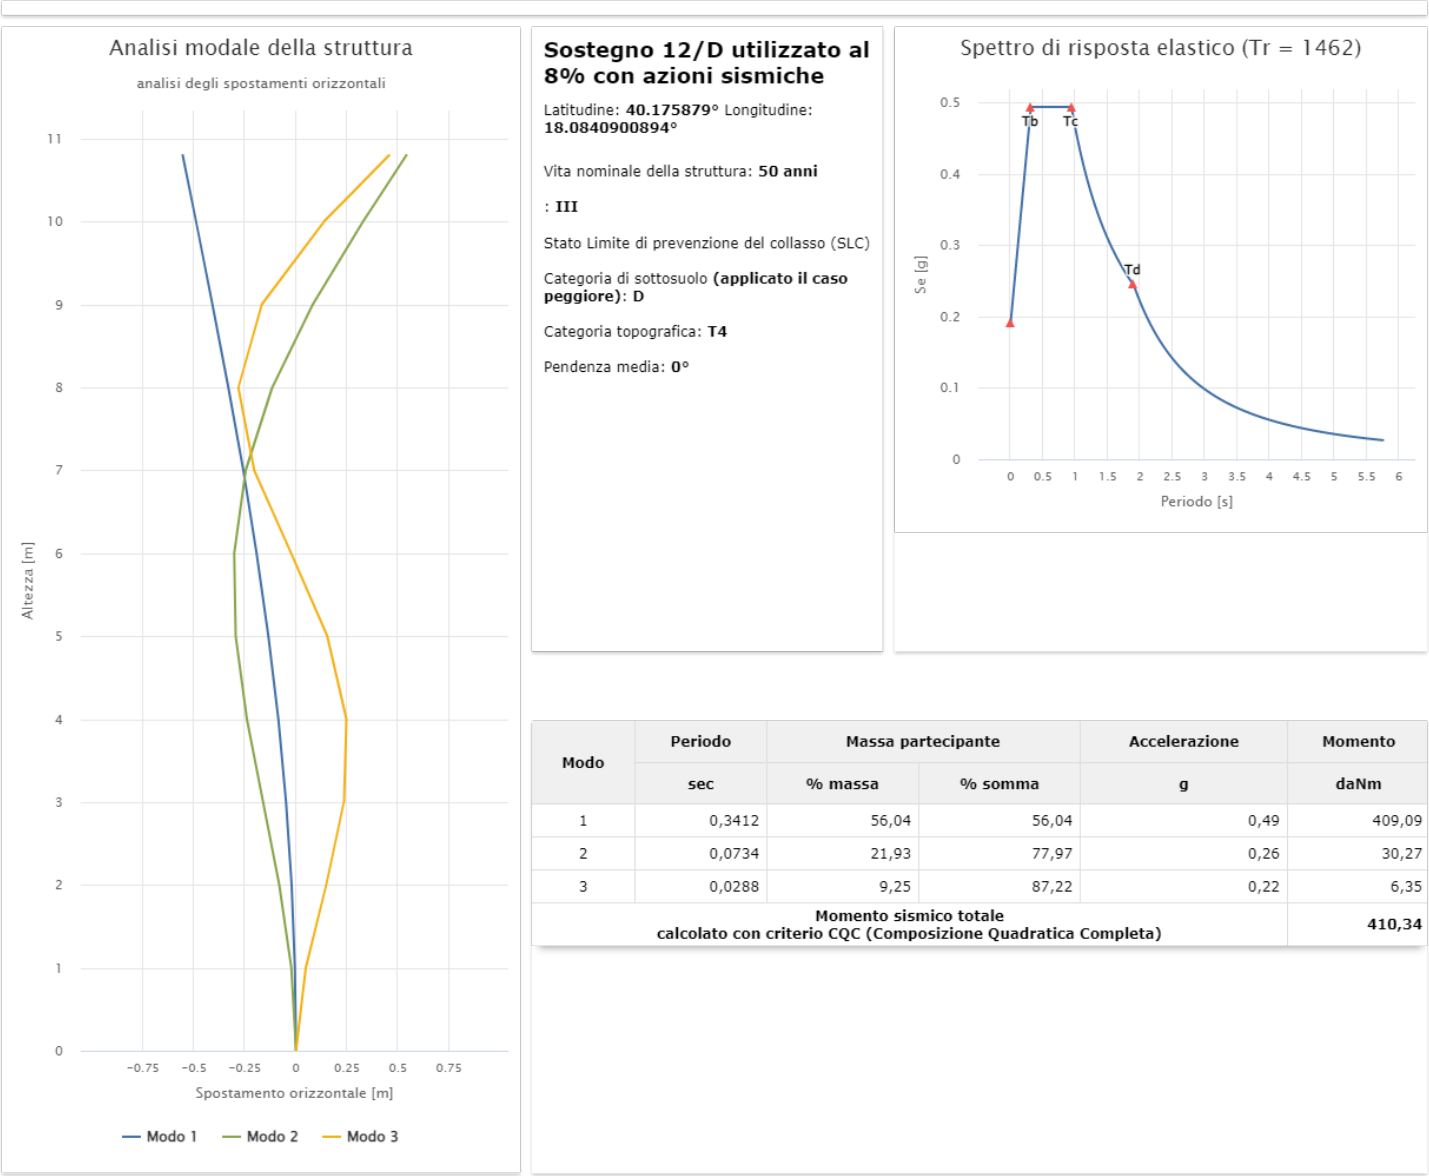 Analisi modale della struttura
analisi degli spostamenti orizzontali
11
10
9
8
7
6
5
4
3
2
1
0
Altezza [m]
-0.75 -0.5 -0.25 0 0.25 0.5 0.75
Spostamento orizzontale [m]
Modo 1 Modo 2 Modo 3
Sostegno 12/D utilizzato al
8% con azioni sismiche
Latitudine: 40.175879° Longitudine:
18.0840900894°
Vita nominale della struttura: 50 anni
: III
Stato Limite di prevenzione del collasso (SLC)
Categoria di sottosuolo (applicato il caso
peggiore): D
Categoria topografica: T4
Pendenza media: 0°
Spettro di risposta elastico (Tr = 1462)
0.5
0.4
0.3
0.2
0.1
0
Se [g]
Tb Tc
Td
0 0.5 1 1.5 2 2.5 3 3.5 4 4.5 5 5.5 6
Periodo [s]
Modo Periodo Massa partecipante Accelerazione Momento
sec % massa % somma g daNm
1 0,3412 56,04 56,04 0,49 409,09
2 0,0734 21,93 77,97 0,26 30,27
3 0,0288 9,25 87,22 0,22 6,35
Momento sismico totale
calcolato con criterio CQC (Composizione Quadratica Completa) 410,34